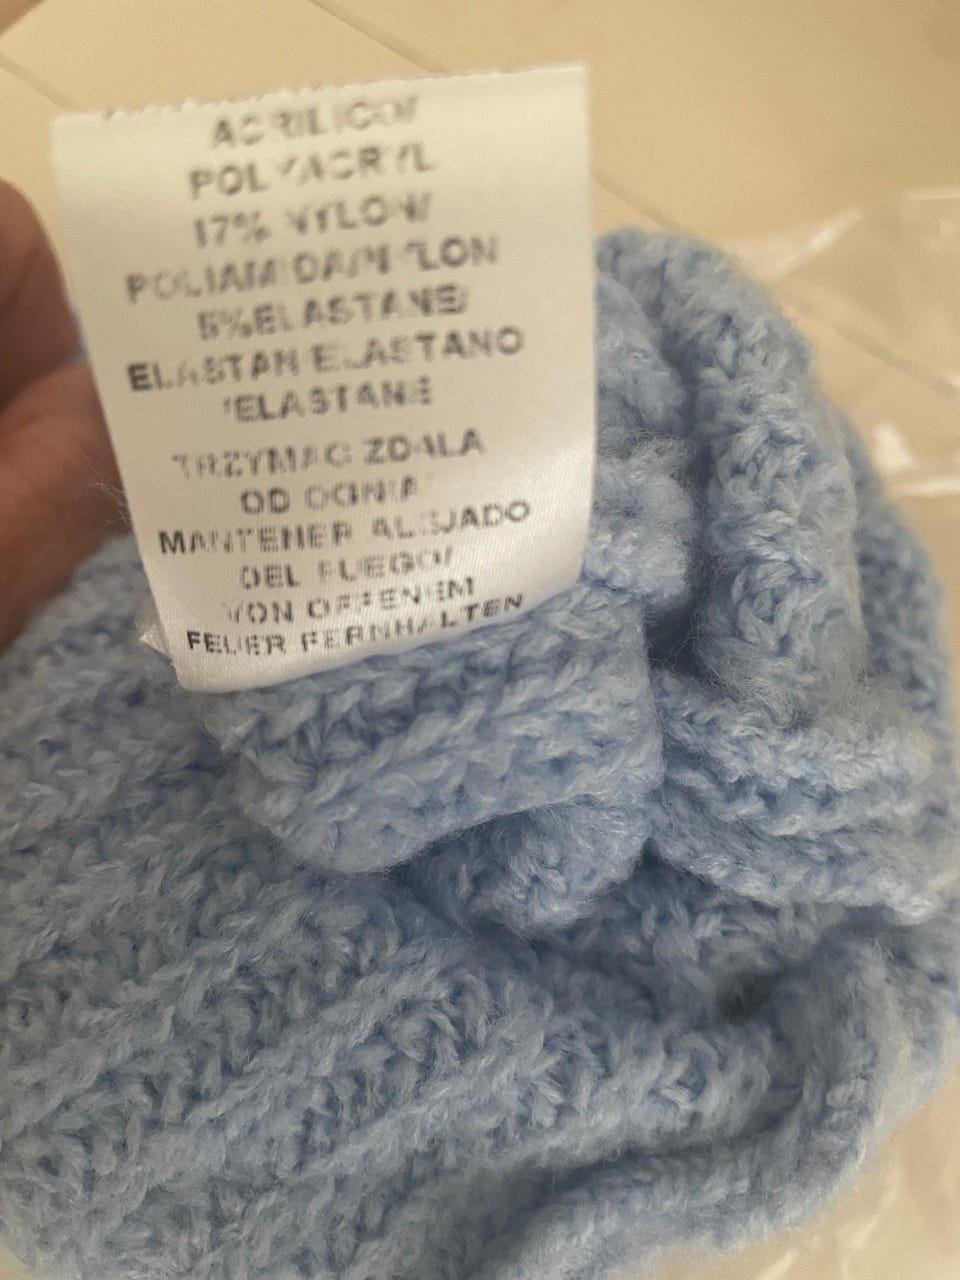 ACRILICO/
POLYACRYL
17% NYLON/
POLIAMIDA/NYLON
5%ELASTANE/
ELASTAN/ELASTANO
/ELASTANE
TRZYMAC ZDALA
OD OGNIA/
MANTENER ALEJADO
DEL FUEGO/
VON OFFENEM
FEUER FERNHALTEN